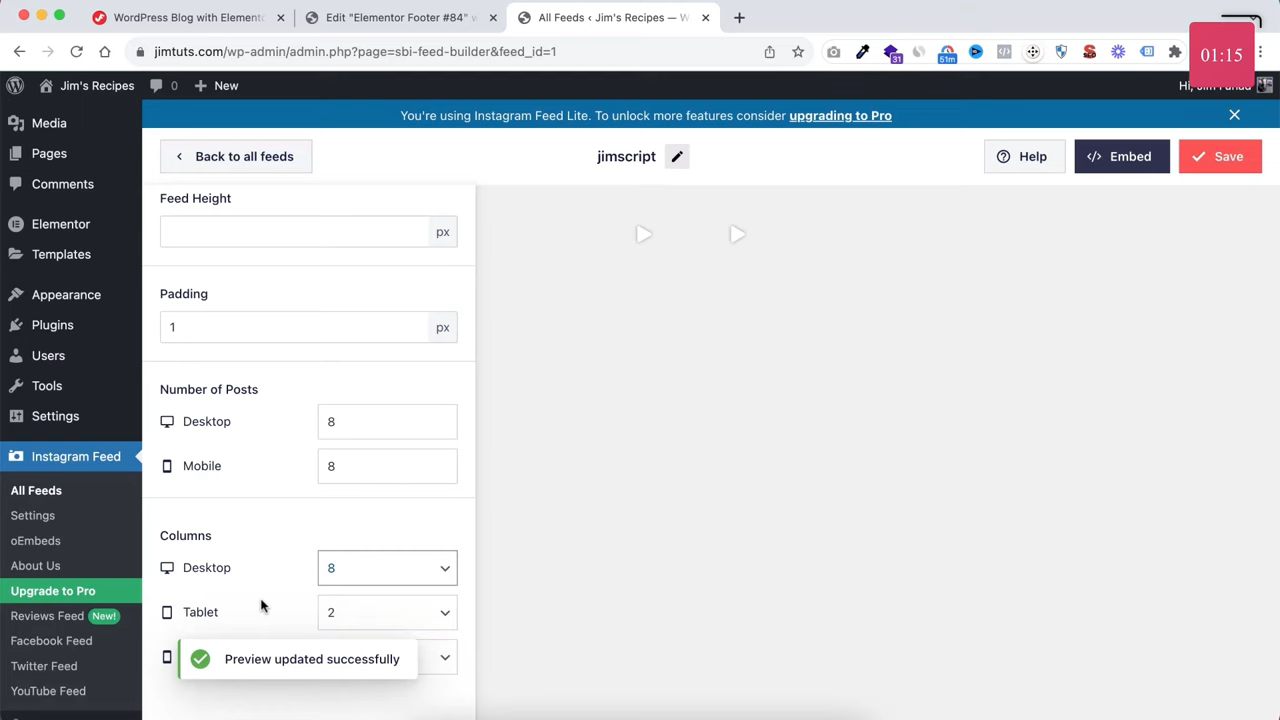 WordPress Blog with Element
Edit "Elementor Footer #84"
All Feeds ‹ Jim's Recipes — W
jimtuts.com/wp-admin/admin.php?page=sbi-feed-builder&feed_id=1
31
51m
01:15
Jim's Recipes
0
New
Hi,
You're using Instagram Feed Lite. To unlock more features consider upgrading to Pro
Media
Pages
Comments
Elementor
Templates
Appearance
Plugins
Users
Tools
Settings
Instagram Feed
All Feeds
Settings
oEmbeds
About Us
Upgrade to Pro
Reviews Feed New!
Facebook Feed
Twitter Feed
YouTube Feed
Back to all feeds
jimscript
Help
Embed
Save
Feed Height
px
Padding
1 px
Number of Posts
Desktop 8
Mobile 8
Columns
Desktop 8
Tablet 2
Preview updated successfully